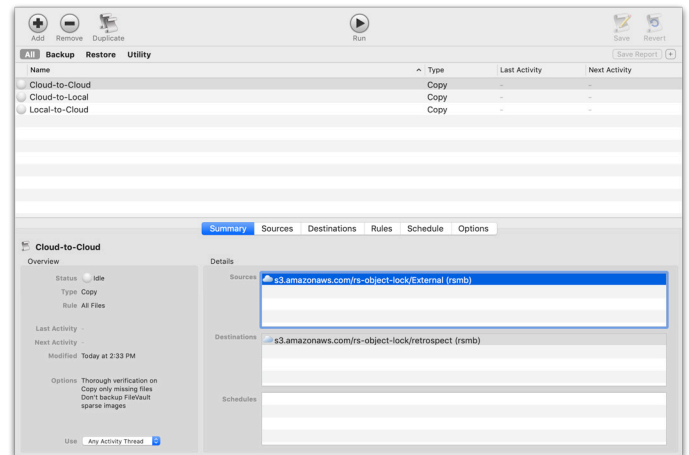 Add Remove Duplicate Run Save Revert
All Backup Restore Utility Save Report +
Name Type Last Activity Next Activity
Cloud-to-Cloud Copy - -
Cloud-to-Local Copy - -
Local-to-Cloud Copy - -
Summary Sources Destinations Rules Schedule Options
Cloud-to-Cloud
Overview
Status Idle
Type Copy
Rule All Files
Last Activity -
Next Activity -
Modified Today at 2:33 PM
Options Thorough verification on
Copy only missing files
Don't backup FileVault
sparse images
Use Any Activity Thread
Details
Sources s3.amazonaws.com/rs-object-lock/External (rsmb)
Destinations s3.amazonaws.com/rs-object-lock/retrospect (rsmb)
Schedules